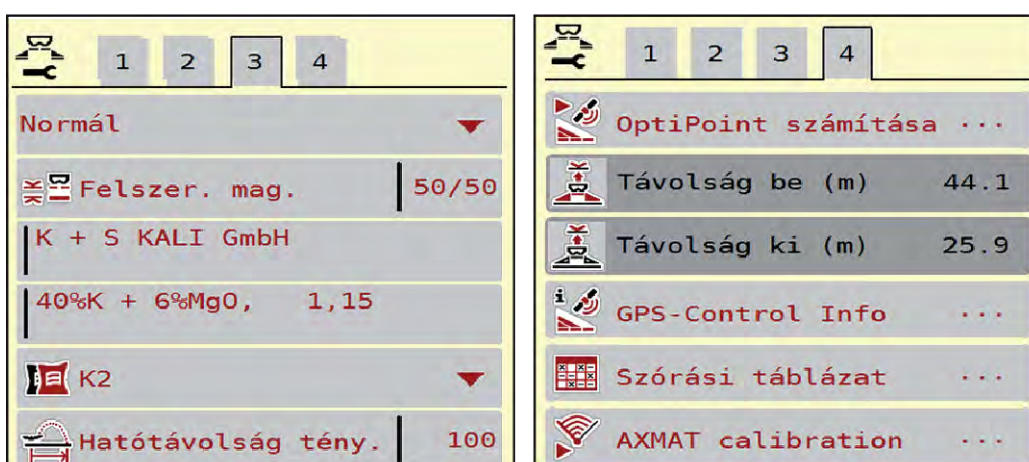 1 2 3 4
Normál
Felszer. mag. 50/50
K + S KALI GmbH
40%K + 6%MgO, 1,15
K2
Hatótávolság tény. 100
1 2 3 4
OptiPoint számítása ...
Távolság be (m) 44.1
Távolság ki (m) 25.9
i
GPS-Control Info ...
Szórási táblázat ...
AXMAT calibration ...